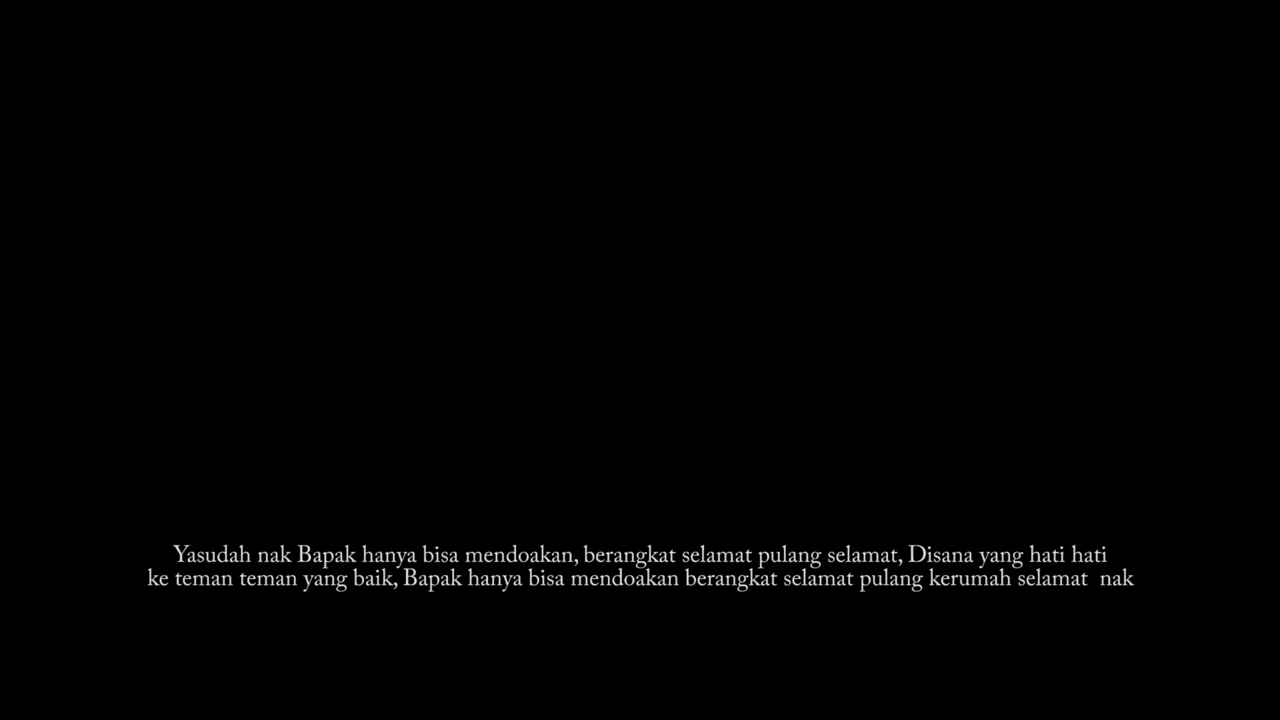 Yasudah nak Bapak hanya bisa mendoakan, berangkat selamat pulang selamat, Disana yang hati hati
ke teman teman yang baik, Bapak hanya bisa mendoakan berangkat selamat pulang kerumah selamat  nak